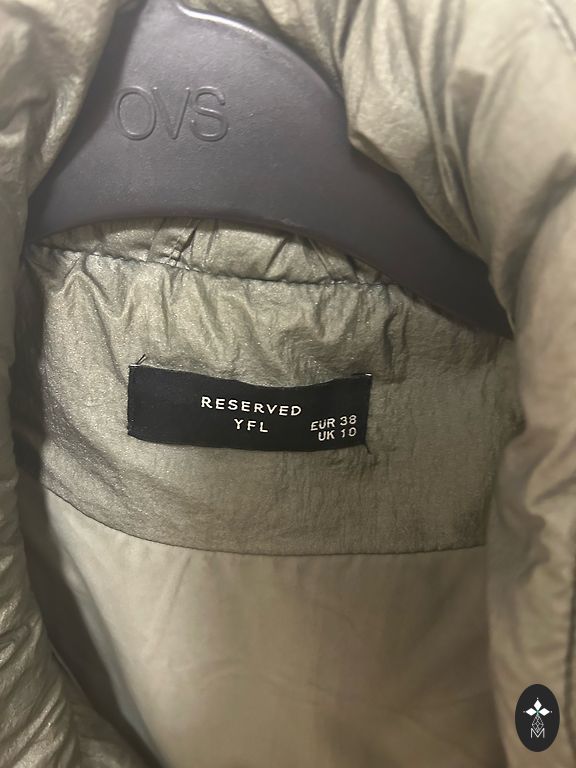 OVS
RESERVED
YFL
EUR 38
UK 10
M